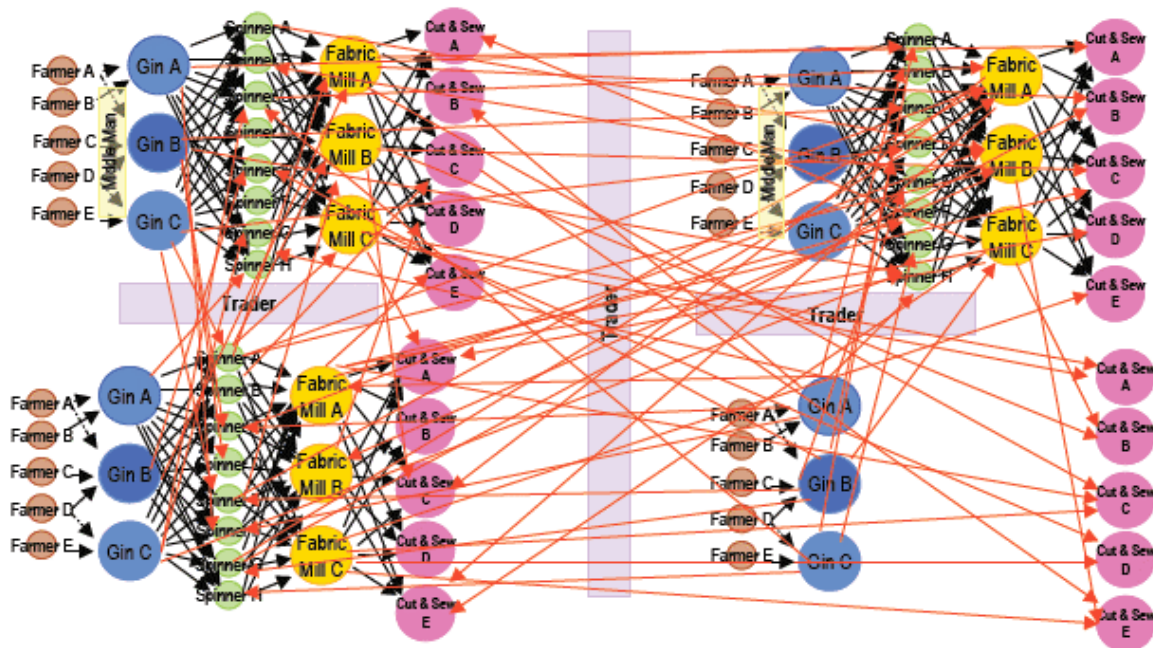 Farmer A
Farmer B
Farmer C
Farmer D
Farmer E
Middle Man
Gin A
Gin B
Gin C
Spinner A
Spinner B
Spinner G
Spinner H
Fabric
Mill A
Fabric
Mill B
Fabric
Mill C
Cut & Sew
A
Cut & Sew
B
Cut & Sew
C
Cut & Sew
D
Cut & Sew
E
Trader
Trader
Farmer A
Farmer B
Farmer C
Farmer D
Farmer E
Middle Man
Gin A
Gin B
Gin C
Spinner A
Spinner B
Spinner G
Spinner H
Fabric
Mill A
Fabric
Mill B
Fabric
Mill C
Cut & Sew
A
Cut & Sew
B
Cut & Sew
C
Cut & Sew
D
Cut & Sew
E
Trader
Farmer A
Farmer B
Farmer C
Farmer D
Farmer E
Gin A
Gin B
Gin C
Spinner A
Spinner B
Spinner G
Spinner H
Fabric
Mill A
Fabric
Mill B
Fabric
Mill C
Cut & Sew
A
Cut & Sew
B
Cut & Sew
C
Cut & Sew
D
Cut & Sew
E
Farmer A
Farmer B
Farmer C
Farmer D
Farmer E
Gin A
Gin B
Gin C
Cut & Sew
A
Cut & Sew
B
Cut & Sew
C
Cut & Sew
D
Cut & Sew
E